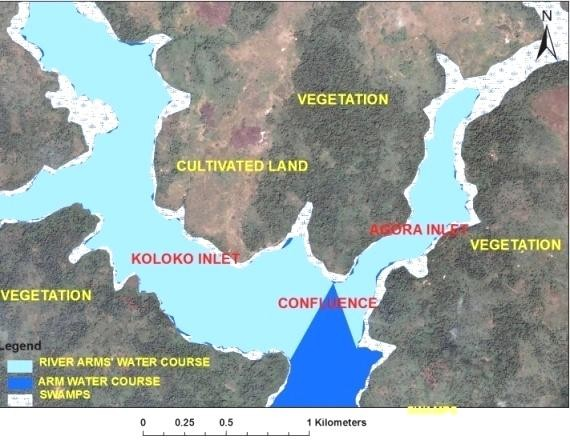 N
VEGETATION
CULTIVATED LAND
AGORA INLET
VEGETATION
KOLOKO INLET
VEGETATION
CONFLUENCE
Legend
RIVER ARMS' WATER COURSE
ARM WATER COURSE
SWAMPS
0 0.25 0.5 1 Kilometers